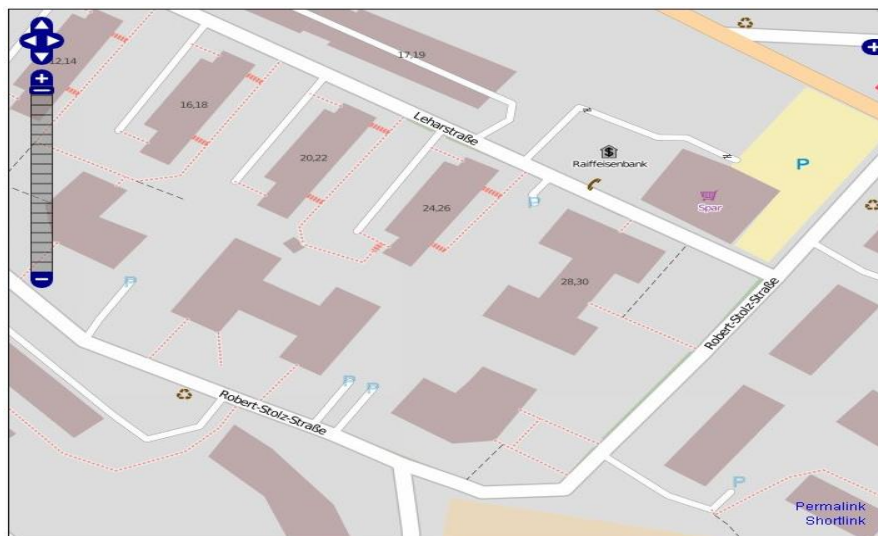 17,19
12,14
16,18
Leharstraße
20,22
Raiffeisenbank
P
24,26
P
Spar
28,30
P
Robert-Stolz-Straße
P
P
Robert-Stolz-Straße
P
Permalink
Shortlink